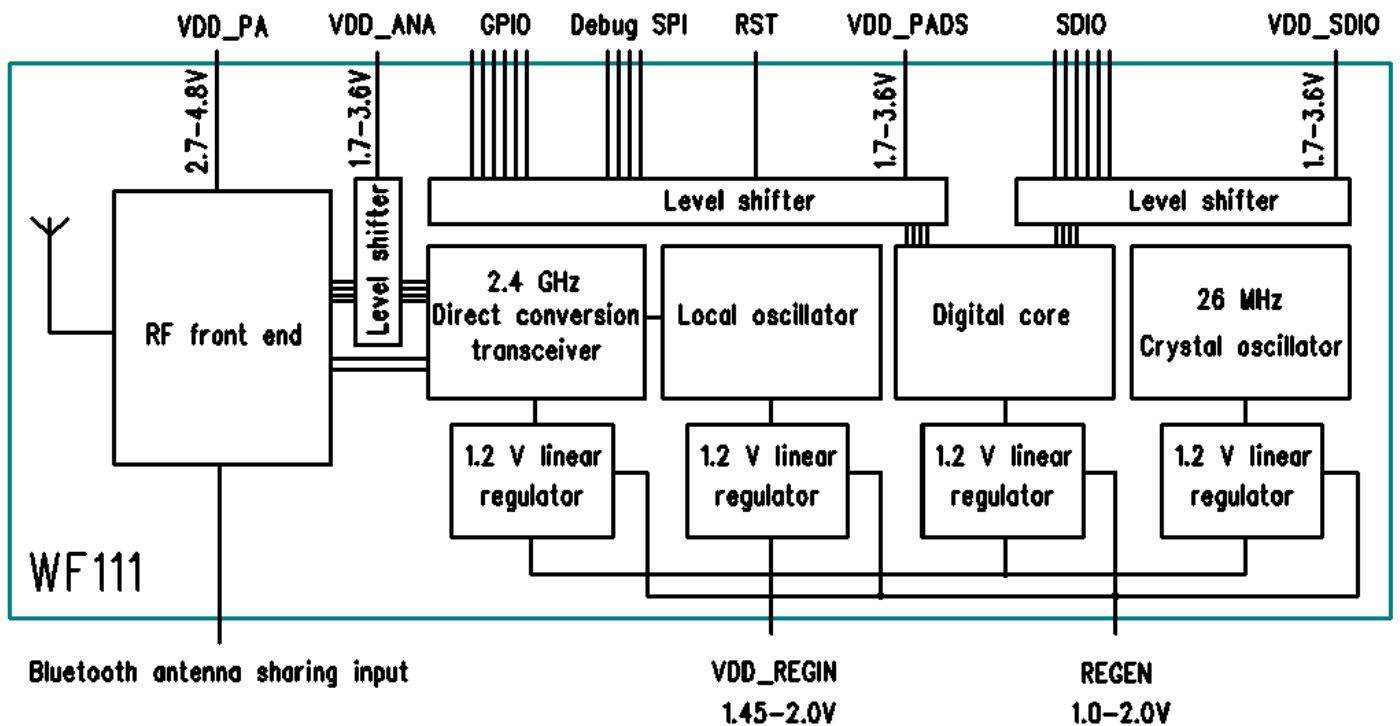 VDD_PA
VDD_ANA
GPIO
Debug SPI
RST
VDD_PADS
SDIO
VDD_SDIO
2.7-4.8V
1.7-3.6V
1.7-3.6V
1.7-3.6V
Level shifter
Level shifter
Level shifter
RF front end
2.4 GHz
Direct conversion
transceiver
Local oscillator
Digital core
26 MHz
Crystal oscillator
1.2 V linear
regulator
1.2 V linear
regulator
1.2 V linear
regulator
1.2 V linear
regulator
WF111
Bluetooth antenna sharing input
VDD_REGIN
1.45-2.0V
REGEN
1.0-2.0V